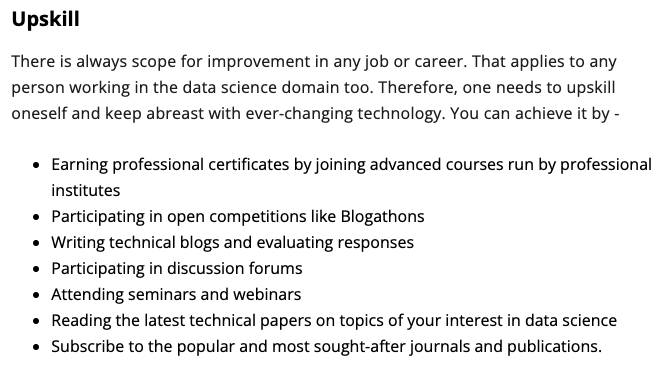 Upskill
There is always scope for improvement in any job or career. That applies to any
person working in the data science domain too. Therefore, one needs to upskill
oneself and keep abreast with ever-changing technology. You can achieve it by -
• Earning professional certificates by joining advanced courses run by professional
institutes
• Participating in open competitions like Blogathons
• Writing technical blogs and evaluating responses
• Participating in discussion forums
• Attending seminars and webinars
• Reading the latest technical papers on topics of your interest in data science
• Subscribe to the popular and most sought-after journals and publications.